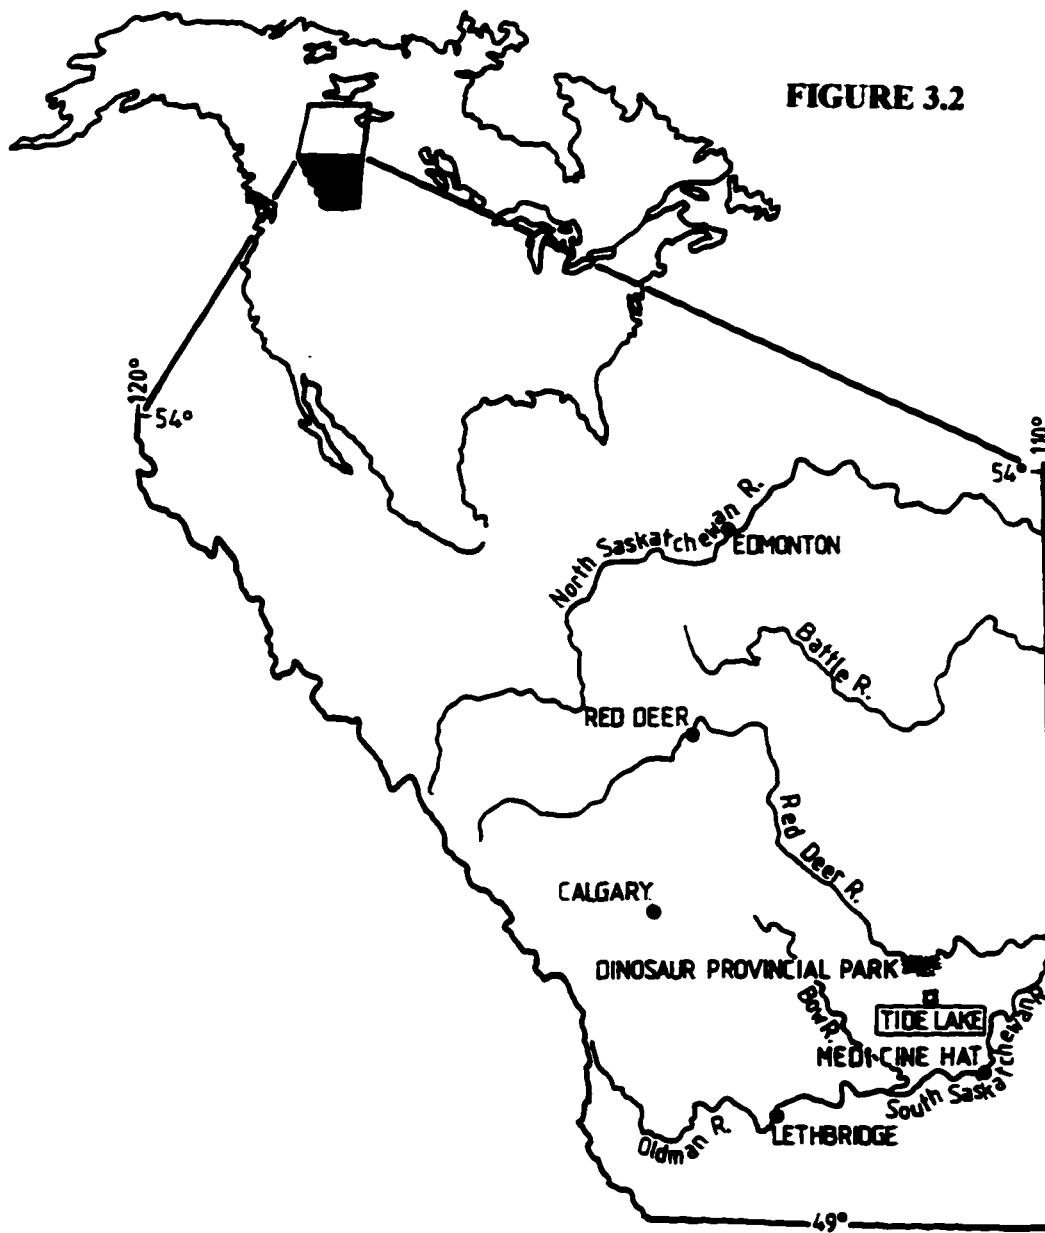 FIGURE 3.2
120°
54°
110°
54°
North Saskatchewan R.
EDMONTON
Battle R.
RED DEER
Red Deer R.
CALGARY
DINOSAUR PROVINCIAL PARK
Bow R.
TIDE LAKE
MEDICINE HAT
South Saskatchewan R.
LETHBRIDGE
Oldman R.
49°